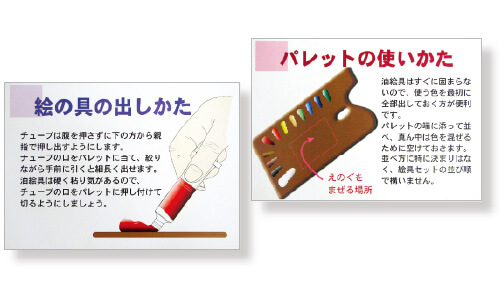 絵の具の出しかた
チューブは腹を押さずに下の方から親
指で押し出すようにします。
チューブの口をパレットに当て、絞り
ながら手前に引くと細長く出せます。
油絵具は硬く粘り気があるので、
チューブの口をパレットに押し付けて
切るようにしましょう。
パレットの使いかた
油絵具はすぐに固まらな
いので、使う色を最初に
全部出しておく方が便利
です。
パレットの端に添って並
べ、真ん中は色を混ぜる
ために空けておきます。
並べ方に特に決まりはな
く、絵具セットの並び順
で構いません。
えのぐを
まぜる場所